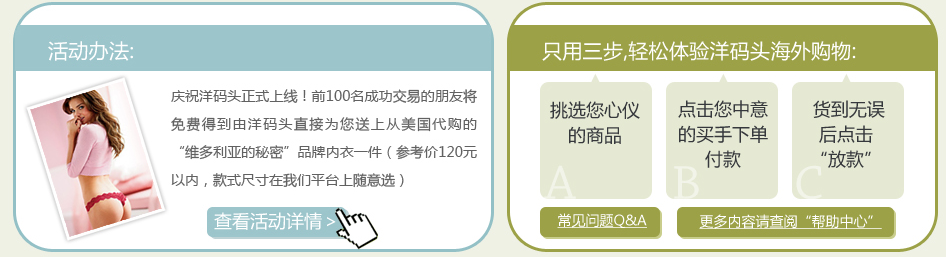 活动办法:
庆祝洋码头正式上线！前100名成功交易的朋友将
免费得到由洋码头直接为您送上从美国代购的
“维多利亚的秘密”品牌内衣一件（参考价120元
以内，款式尺寸在我们平台上随意选）
查看活动详情 >
只用三步,轻松体验洋码头海外购物:
挑选您心仪
的商品
A
点击您中意
的买手下单
付款
B
货到无误
后点击
“放款”
C
常见问题Q&A
更多内容请查阅“帮助中心”